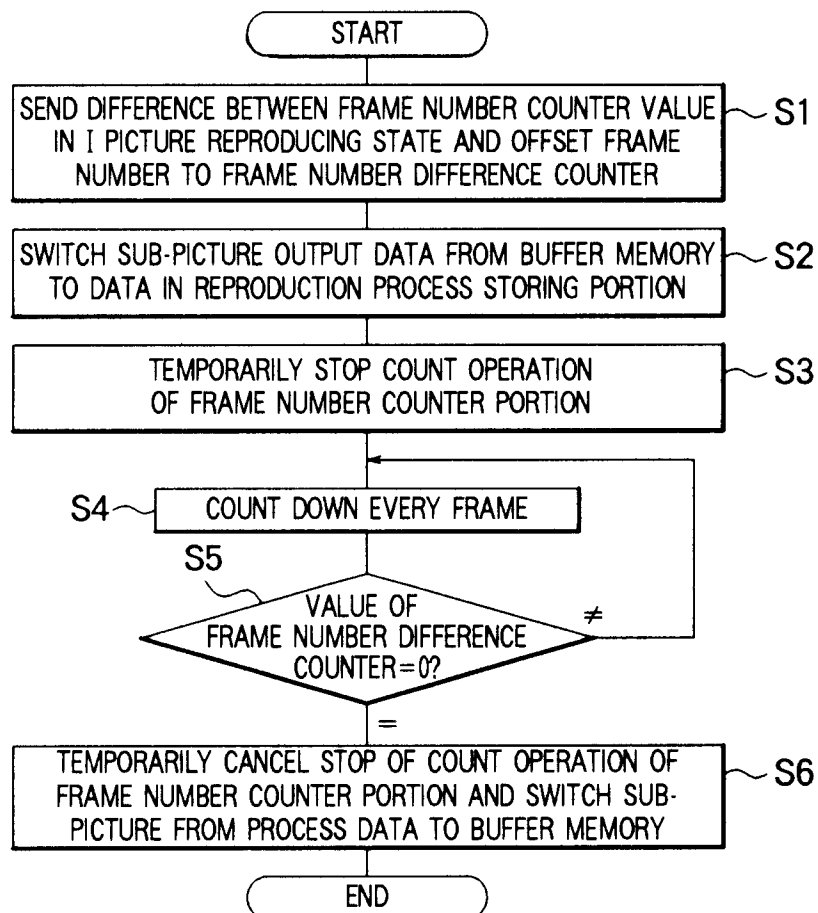 START
SEND DIFFERENCE BETWEEN FRAME NUMBER COUNTER VALUE
IN I PICTURE REPRODUCING STATE AND OFFSET FRAME
NUMBER TO FRAME NUMBER DIFFERENCE COUNTER
S1
SWITCH SUB-PICTURE OUTPUT DATA FROM BUFFER MEMORY
TO DATA IN REPRODUCTION PROCESS STORING PORTION
S2
TEMPORARILY STOP COUNT OPERATION
OF FRAME NUMBER COUNTER PORTION
S3
S4
COUNT DOWN EVERY FRAME
S5
VALUE OF
FRAME NUMBER DIFFERENCE
COUNTER=0?
≠
=
TEMPORARILY CANCEL STOP OF COUNT OPERATION OF
FRAME NUMBER COUNTER PORTION AND SWITCH SUB-
PICTURE FROM PROCESS DATA TO BUFFER MEMORY
S6
END